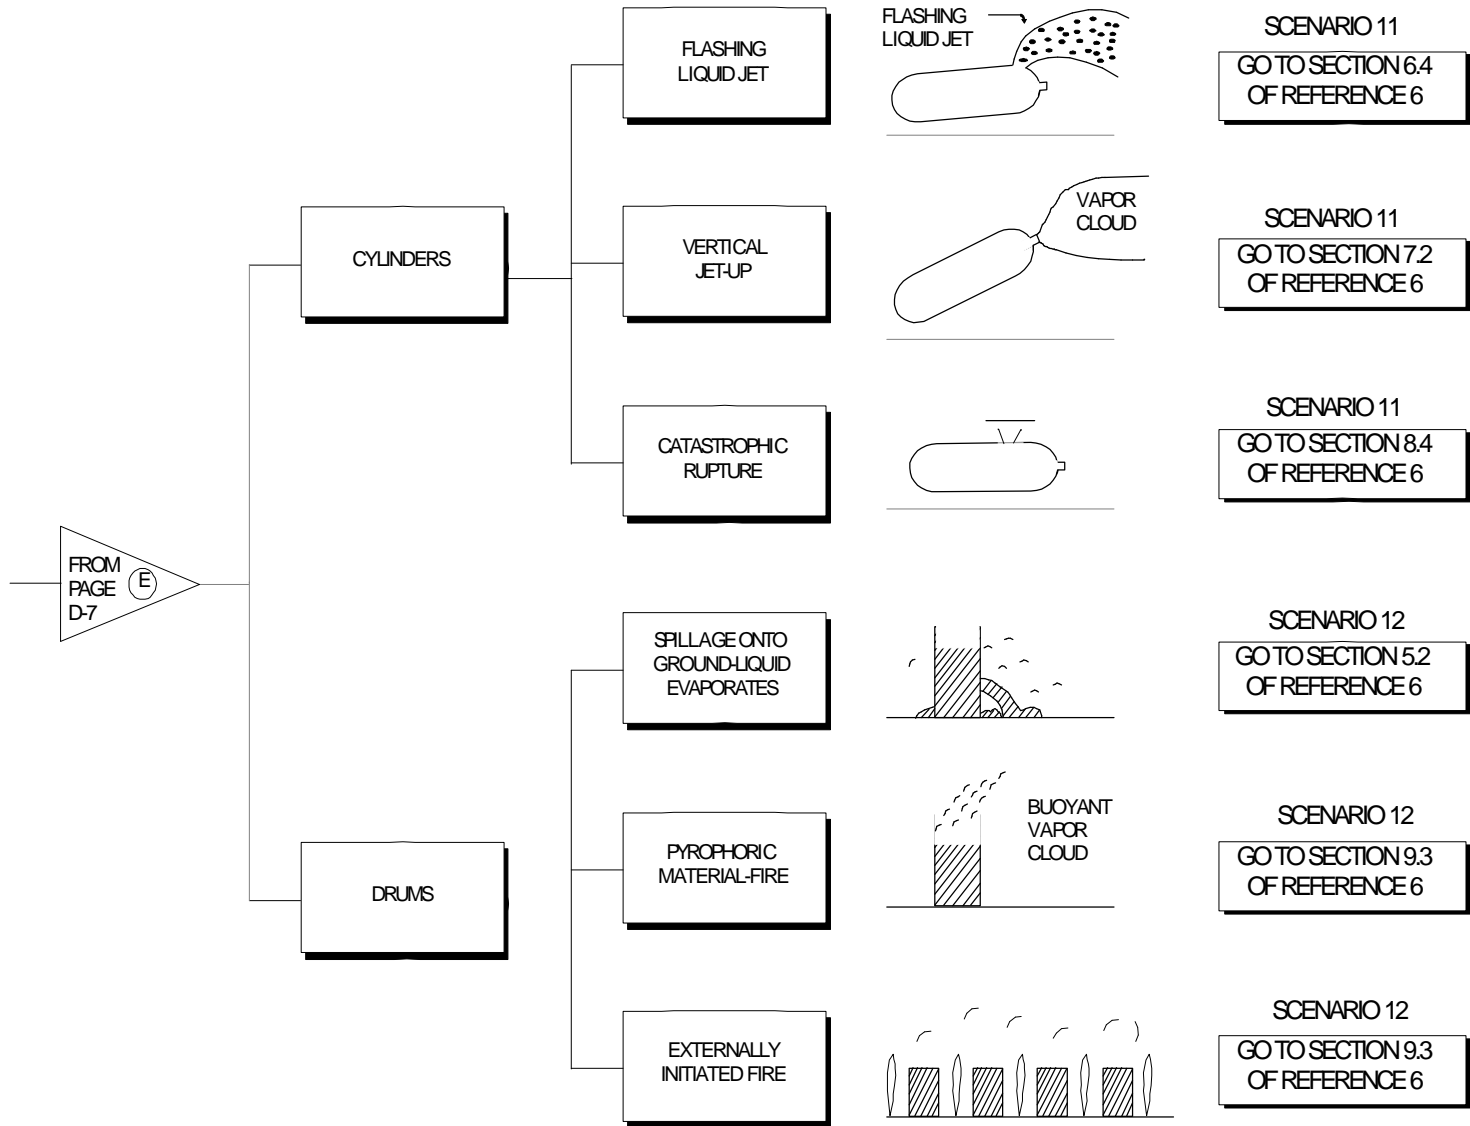 FLASHING
LIQUID JET
FLASHING
LIQUID JET
SCENARIO 11
GO TO SECTION 6.4
OF REFERENCE 6
CYLINDERS
VERTICAL
JET-UP
VAPOR
CLOUD
SCENARIO 11
GO TO SECTION 7.2
OF REFERENCE 6
CATASTROPHIC
RUPTURE
SCENARIO 11
GO TO SECTION 8.4
OF REFERENCE 6
FROM
PAGE
D-7
E
SPILLAGE ONTO
GROUND-LIQUID
EVAPORATES
SCENARIO 12
GO TO SECTION 5.2
OF REFERENCE 6
DRUMS
PYROPHORIC
MATERIAL-FIRE
BUOYANT
VAPOR
CLOUD
SCENARIO 12
GO TO SECTION 9.3
OF REFERENCE 6
EXTERNALLY
INITIATED FIRE
SCENARIO 12
GO TO SECTION 9.3
OF REFERENCE 6